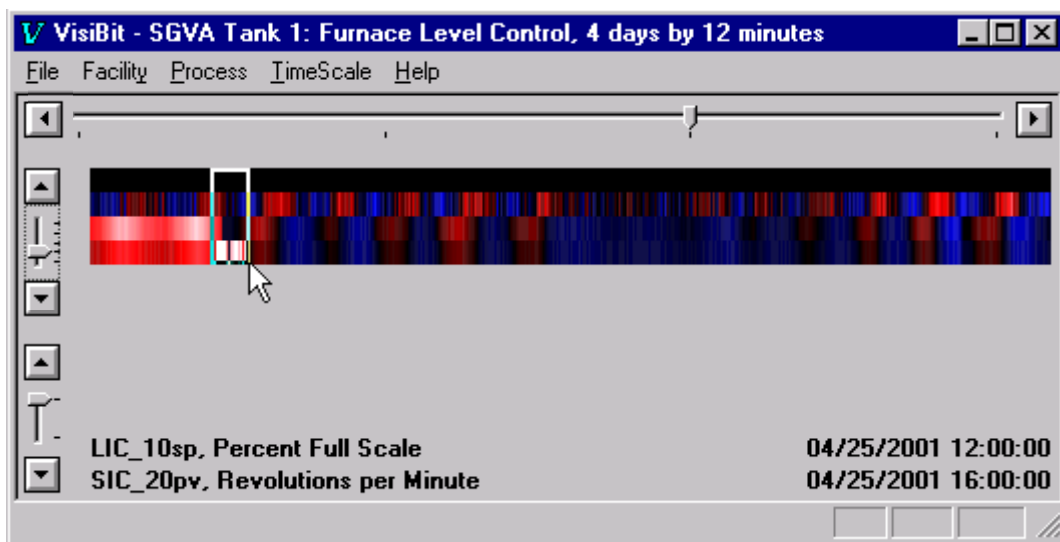 V VisiBit - SGVA Tank 1: Furnace Level Control, 4 days by 12 minutes
File Facility Process TimeScale Help
LIC_10sp, Percent Full Scale 04/25/2001 12:00:00
SIC_20pv, Revolutions per Minute 04/25/2001 16:00:00